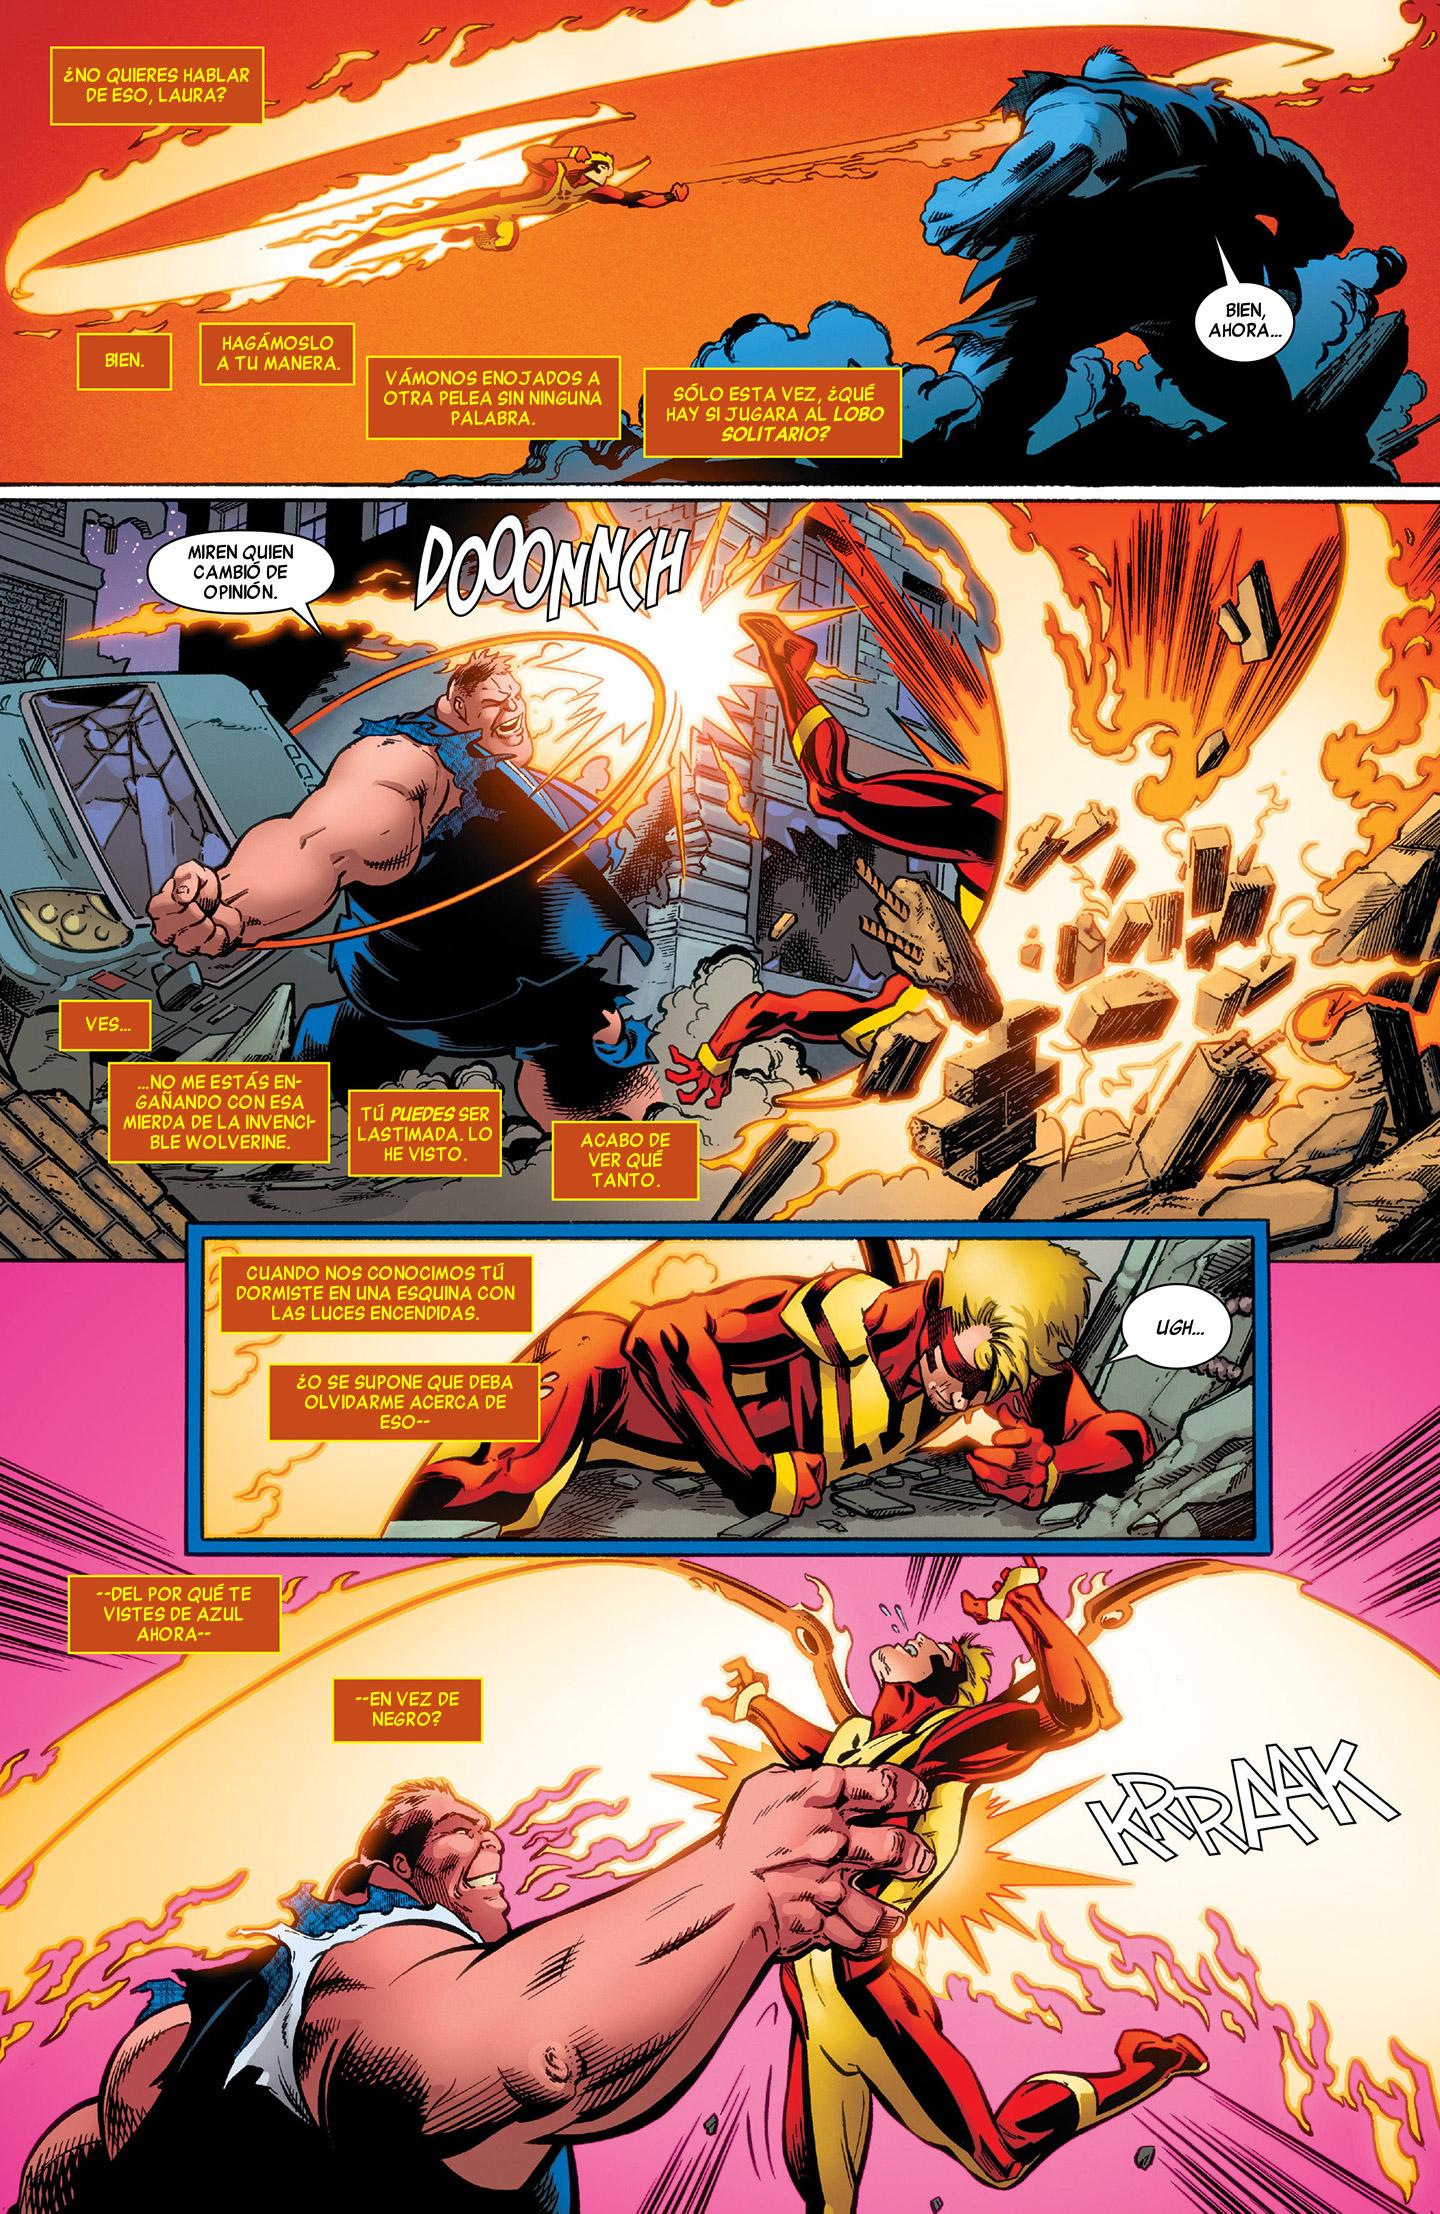 ¿NO QUIERES HABLAR
DE ESO, LAURA?
BIEN.
HAGÁMOSLO
A TU MANERA.
VÁMONOS ENOJADOS A
OTRA PELEA SIN NINGUNA
PALABRA.
SÓLO ESTA VEZ, ¿QUÉ
HAY SI JUGARA AL LOBO
SOLITARIO?
BIEN,
AHORA...
MIREN QUIEN
CAMBIÓ DE
OPINIÓN.
DOOONNNCH
VES...
...NO ME ESTÁS EN-
GAÑANDO CON ESA
MIERDA DE LA INVENCI-
BLE WOLVERINE.
TÚ PUEDES SER
LASTIMADA. LO
HE VISTO.
ACABO DE
VER QUÉ
TANTO.
CUANDO NOS CONOCIMOS TÚ
DORMISTE EN UNA ESQUINA CON
LAS LUCES ENCENDIDAS.
¿O SE SUPONE QUE DEBA
OLVIDARME ACERCA DE
ESO--
UGH...
--DEL POR QUÉ TE
VISTES DE AZUL
AHORA--
--EN VEZ DE
NEGRO?
KRRRAAAK